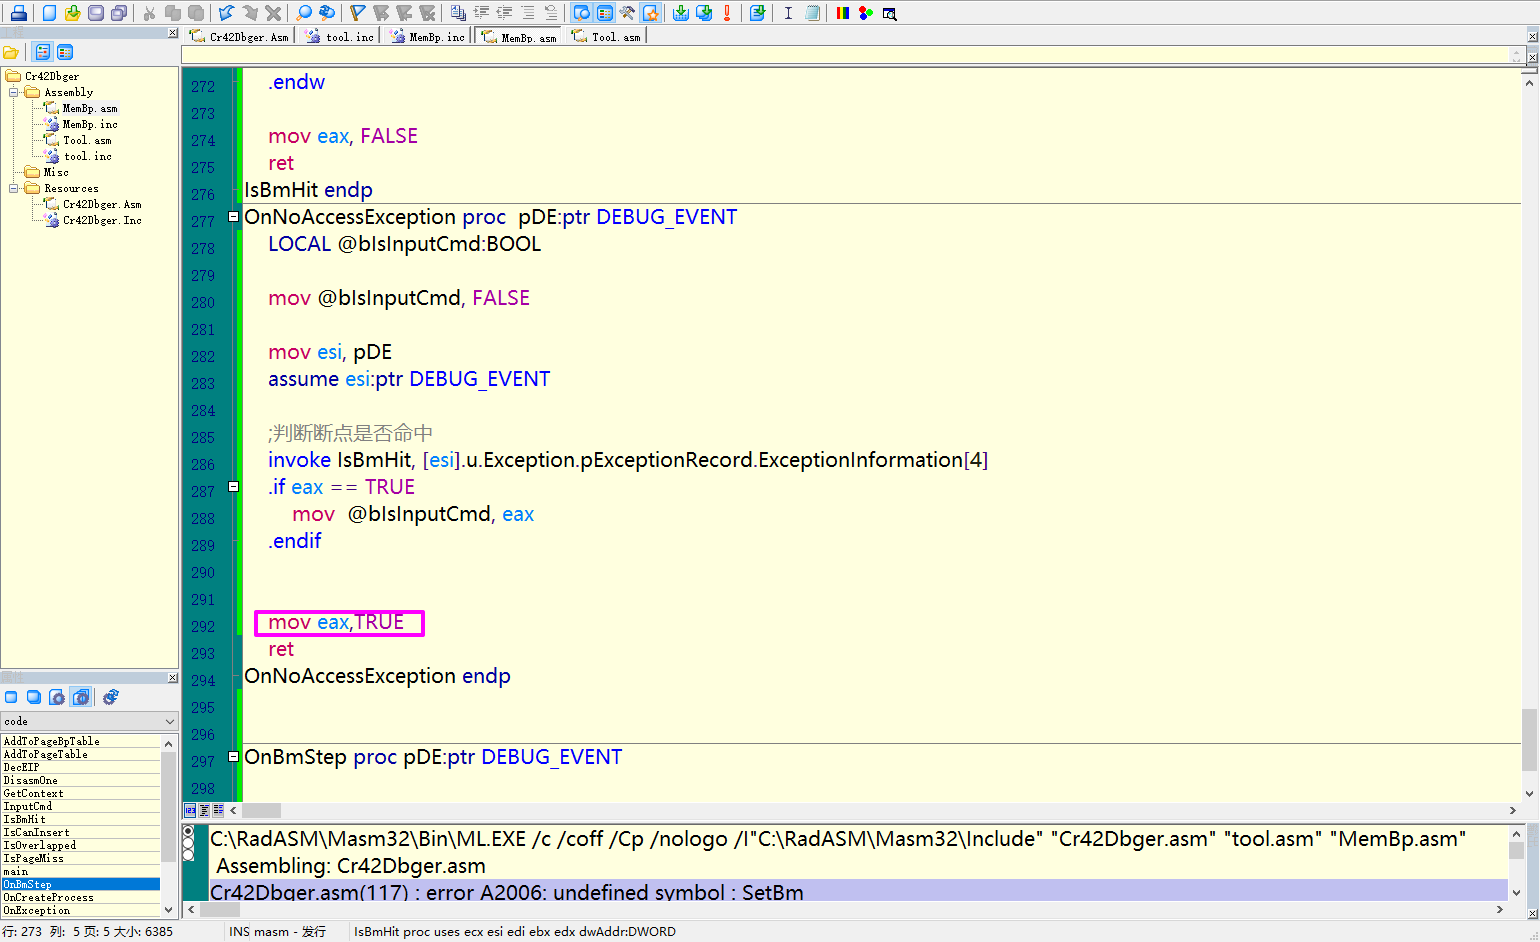 Cr42Dbger.Asm
tool.inc
MemBp.inc
MemBp.asm
Tool.asm
Cr42Dbger
Assembly
MemBp.asm
MemBp.inc
Tool.asm
tool.inc
Misc
Resources
Cr42Dbger.Asm
Cr42Dbger.Inc
code
AddToPageBpTable
AddToPageTable
DecEIP
DisasmOne
GetContext
InputCmd
IsBmHit
IsCanInsert
IsOverlapped
IsPageMiss
main
OnBmStep
OnCreateProcess
OnException
272 .endw
273
274 mov eax, FALSE
275 ret
276 IsBmHit endp
277 OnNoAccessException proc  pDE:ptr DEBUG_EVENT
278 LOCAL @bIsInputCmd:BOOL
279
280 mov @bIsInputCmd, FALSE
281
282 mov esi, pDE
283 assume esi:ptr DEBUG_EVENT
284
285 ;判断断点是否命中
286 invoke IsBmHit, [esi].u.Exception.pExceptionRecord.ExceptionInformation[4]
287 .if eax == TRUE
288 mov  @bIsInputCmd, eax
289 .endif
290
291
292 mov eax,TRUE
293 ret
294 OnNoAccessException endp
295
296
297 OnBmStep proc pDE:ptr DEBUG_EVENT
298
C:\RadASM\Masm32\Bin\ML.EXE /c /coff /Cp /nologo /I"C:\RadASM\Masm32\Include" "Cr42Dbger.asm" "tool.asm" "MemBp.asm"
Assembling: Cr42Dbger.asm
Cr42Dbger.asm(117) : error A2006: undefined symbol : SetBm
行: 273 列: 5 页: 5 大小: 6385
INS
masm - 发行
IsBmHit proc uses ecx esi edi ebx edx dwAddr:DWORD